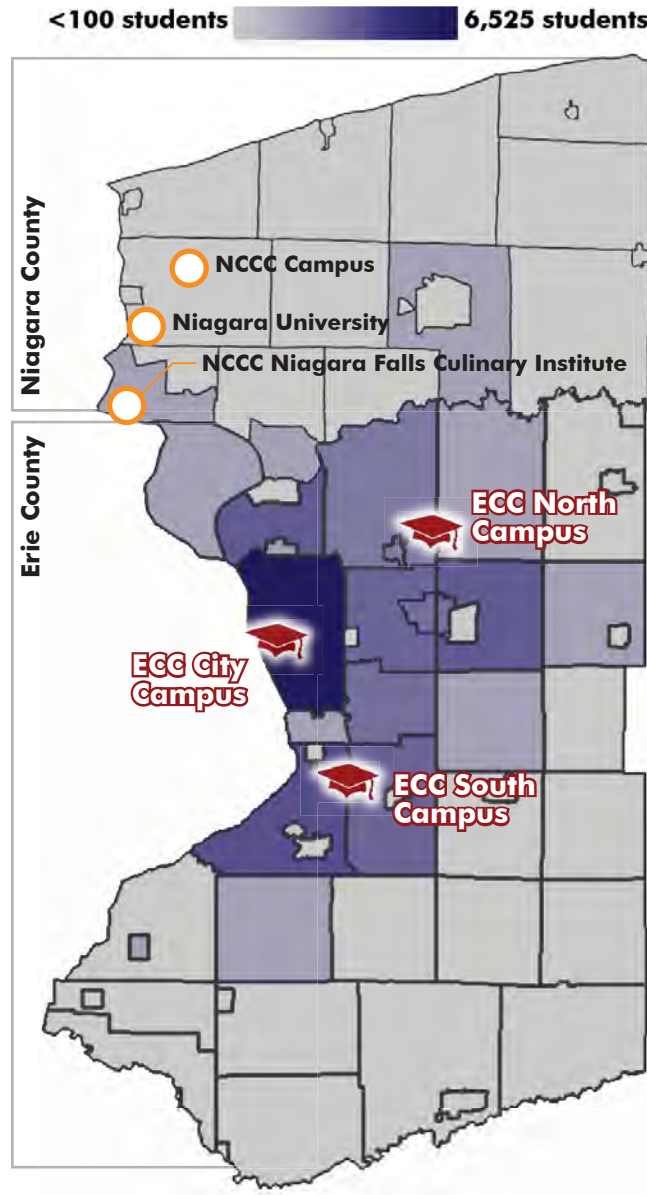 <100 students
6,525 students
Niagara County
NCCC Campus
Niagara University
NCCC Niagara Falls Culinary Institute
Erie County
ECC North
Campus
ECC City
Campus
ECC South
Campus